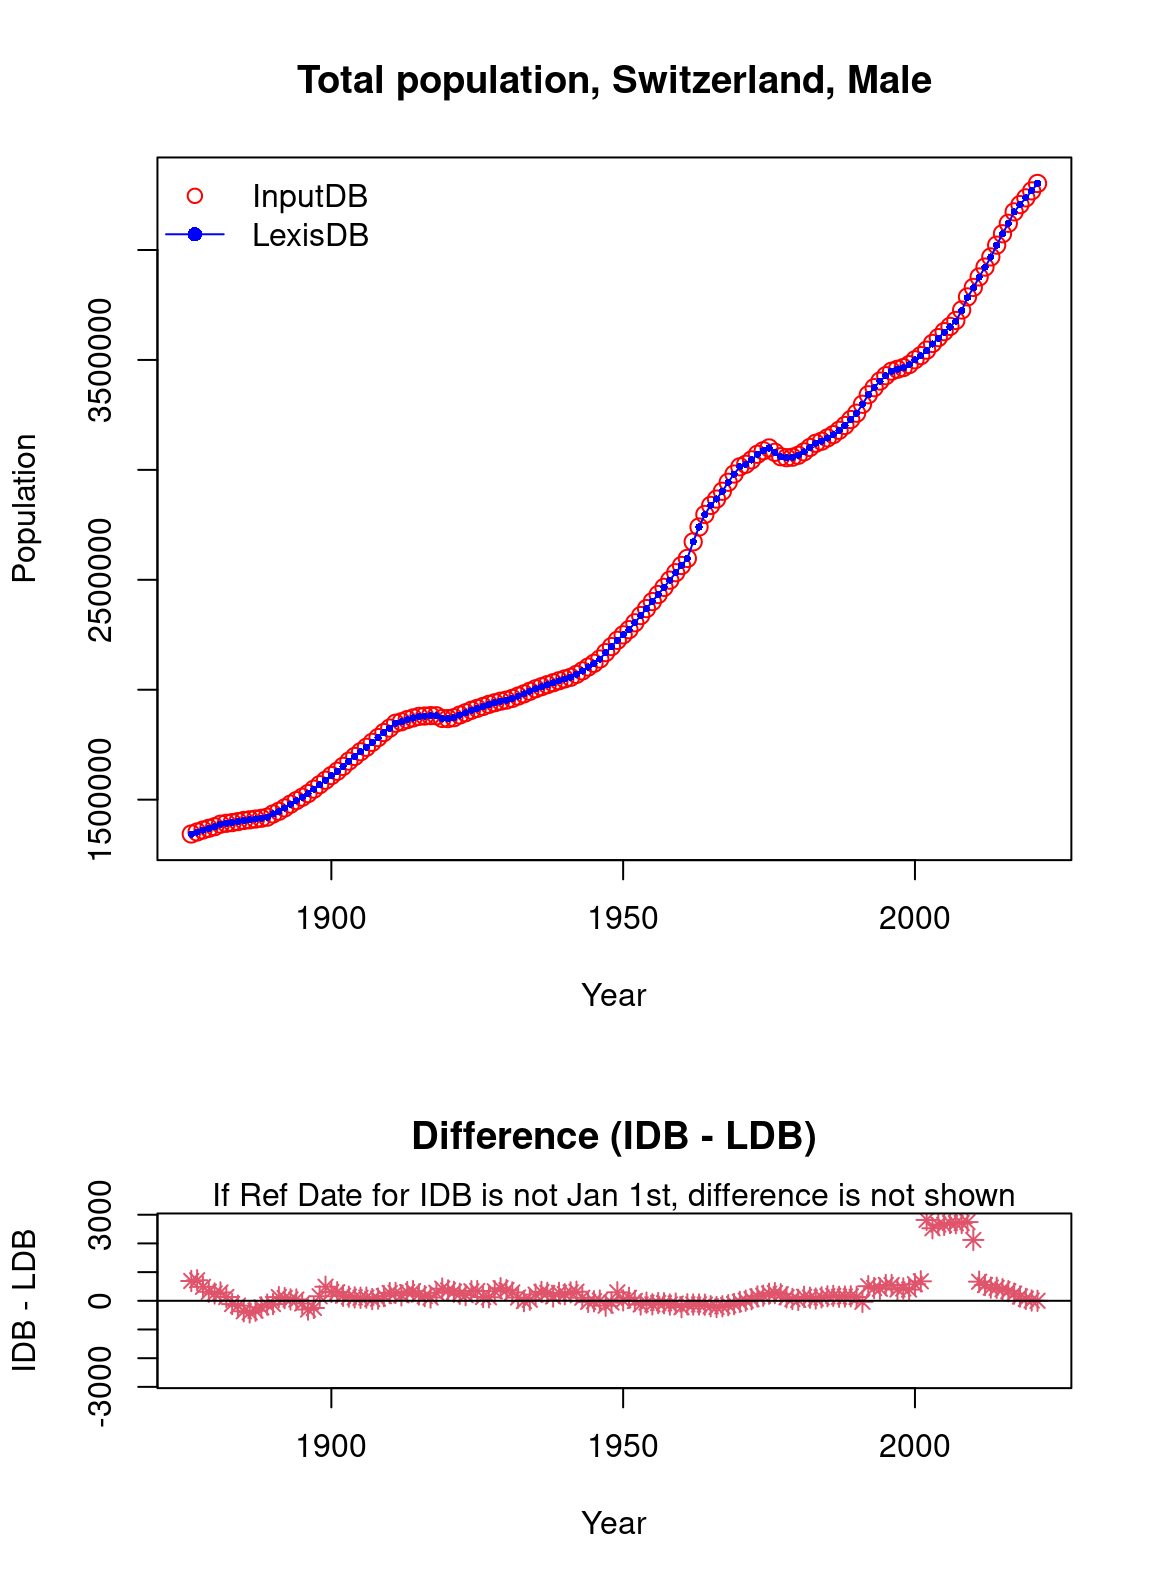 Total population, Switzerland, Male
InputDB
LexisDB
3500000
2500000
1500000
Population
1900 1950 2000
Year
Difference (IDB - LDB)
If Ref Date for IDB is not Jan 1st, difference is not shown
3000
0
-3000
IDB - LDB
1900 1950 2000
Year